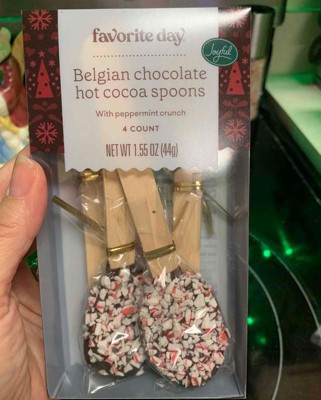 favorite day.
Joyful
Belgian chocolate
hot cocoa spoons
With peppermint crunch
4 COUNT
NET WT 1.55 OZ (44g)